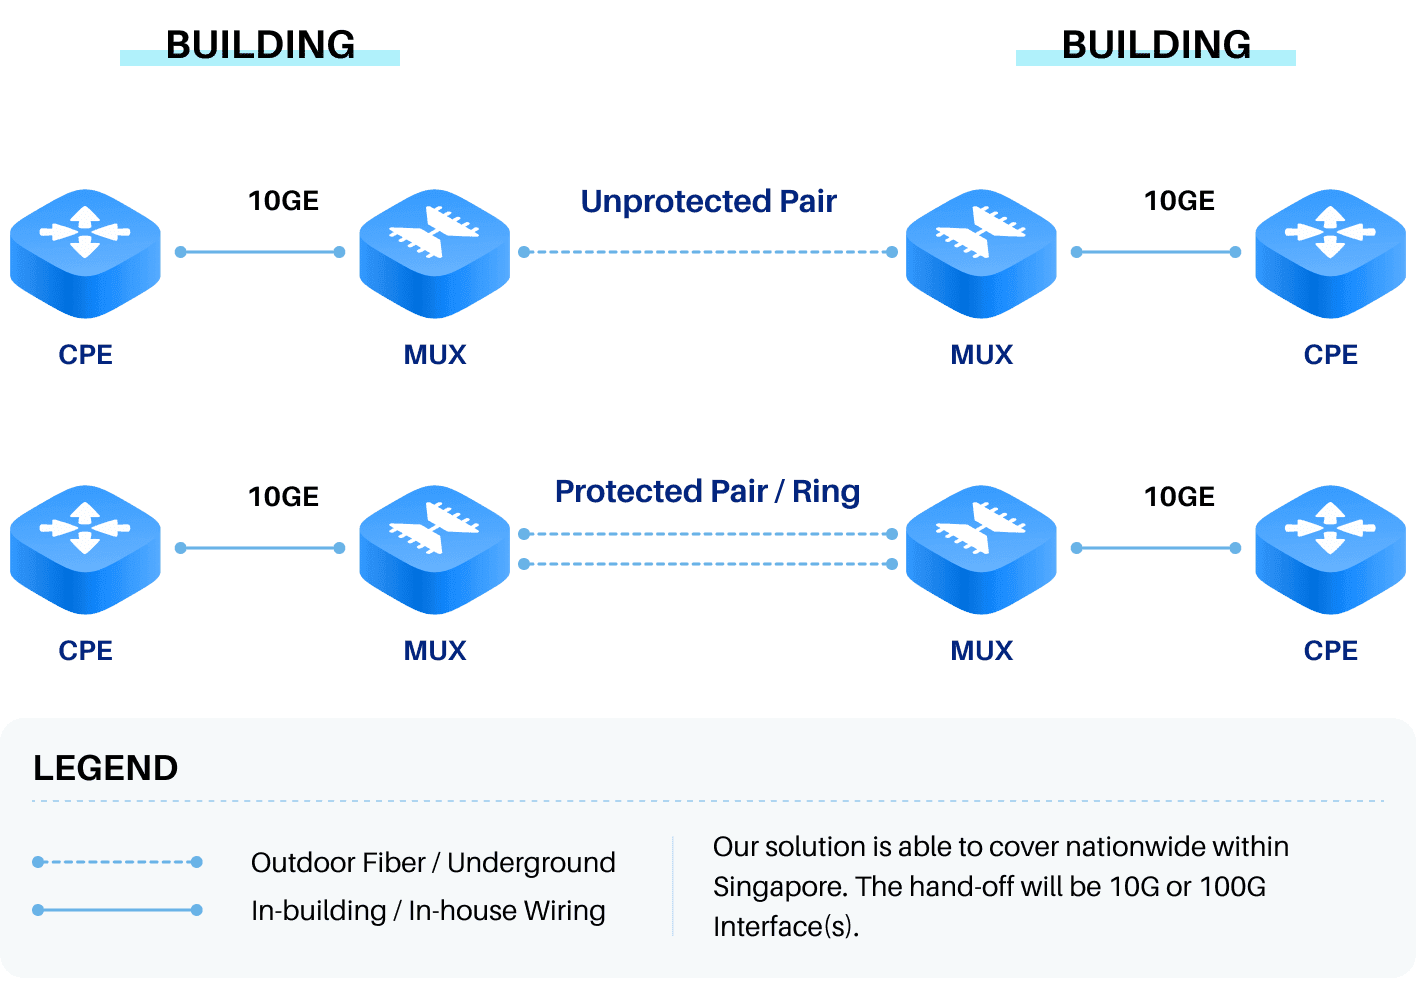 BUILDING
BUILDING
10GE
Unprotected Pair
10GE
CPE
MUX
MUX
CPE
10GE
Protected Pair / Ring
10GE
CPE
MUX
MUX
CPE
LEGEND
Outdoor Fiber / Underground
In-building / In-house Wiring
Our solution is able to cover nationwide within
Singapore. The hand-off will be 10G or 100G
Interface(s).